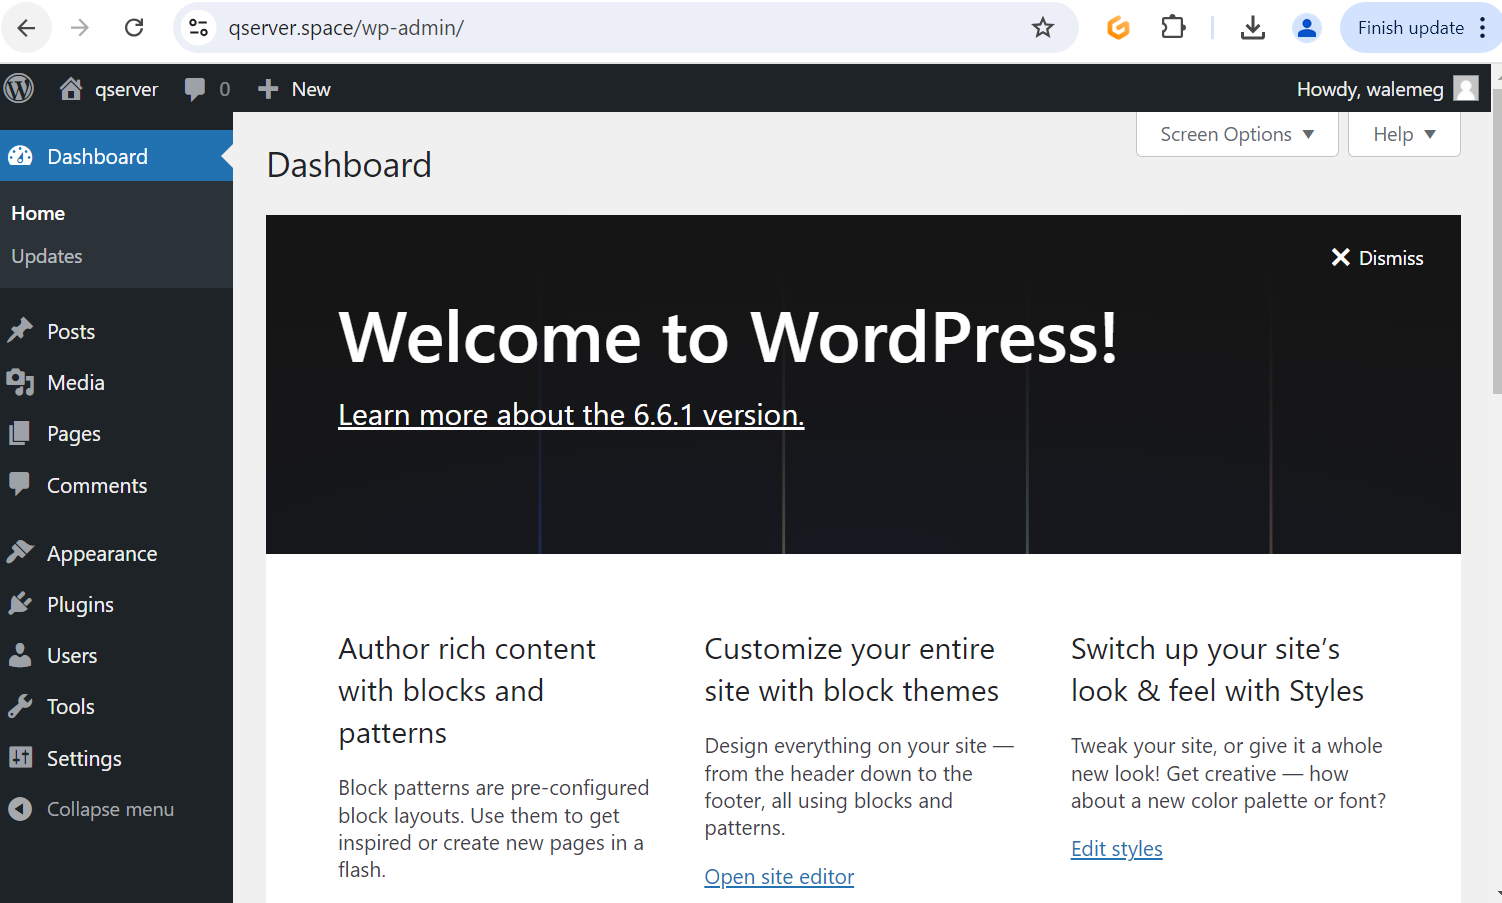 qserver.space/wp-admin/
Finish update
qserver
0
New
Howdy, walemeg
Dashboard
Home
Updates
Posts
Media
Pages
Comments
Appearance
Plugins
Users
Tools
Settings
Collapse menu
Screen Options
Help
Dashboard
Dismiss
Welcome to WordPress!
Learn more about the 6.6.1 version.
Author rich content
with blocks and
patterns
Block patterns are pre-configured
block layouts. Use them to get
inspired or create new pages in a
flash.
Customize your entire
site with block themes
Design everything on your site —
from the header down to the
footer, all using blocks and
patterns.
Open site editor
Switch up your site’s
look & feel with Styles
Tweak your site, or give it a whole
new look! Get creative — how
about a new color palette or font?
Edit styles